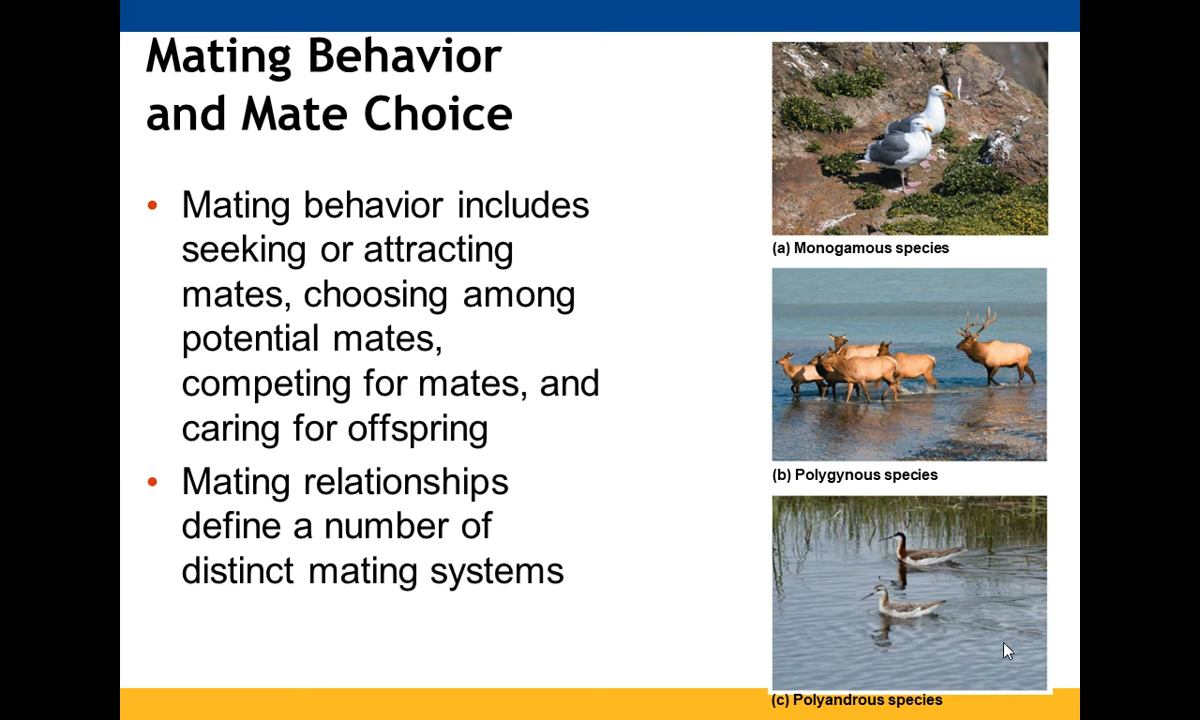 Mating Behavior
and Mate Choice
• Mating behavior includes
seeking or attracting
mates, choosing among
potential mates,
competing for mates, and
caring for offspring
• Mating relationships
define a number of
distinct mating systems
(a) Monogamous species
(b) Polygynous species
(c) Polyandrous species